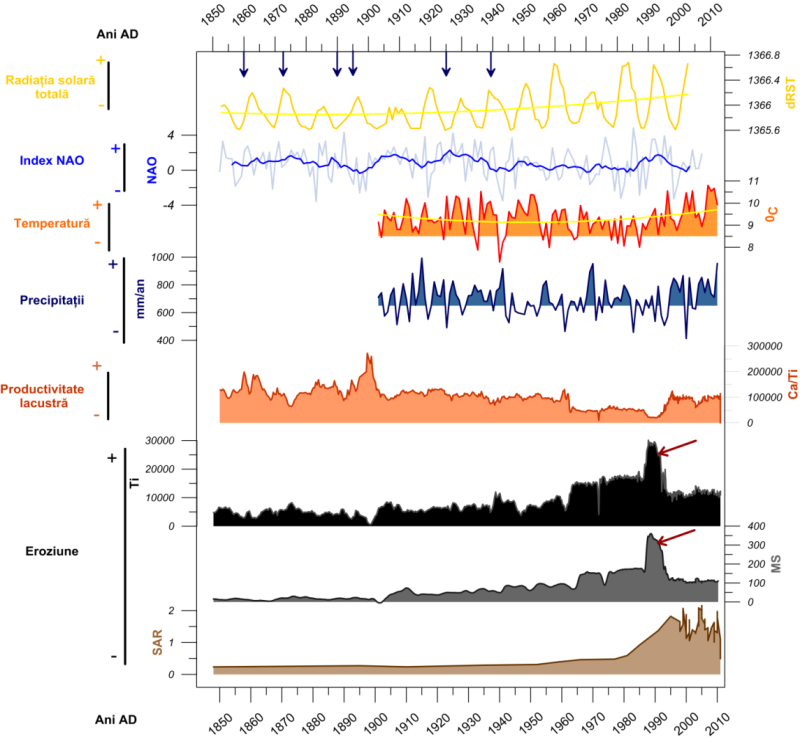 1850 1860 1870 1880 1890 1900 1910 1920 1930 1940 1950 1960 1970 1980 1990 2000 2010
Ani AD
+
Radiația solară
totală
-
1366.8
1366.4
1366
1365.6
dRST
+
Index NAO
-
NAO
4
0
-4
+
Temperatură
-
11
10
9
8
0C
+
Precipitații
-
mm/an
1000
800
600
400
+
Productivitate
lacustră
-
300000
200000
100000
0
Ca/Ti
+
Eroziune
-
Ti
30000
20000
10000
0
400
300
200
100
0
MS
SAR
2
1
0
Ani AD
1850 1860 1870 1880 1890 1900 1910 1920 1930 1940 1950 1960 1970 1980 1990 2000 2010